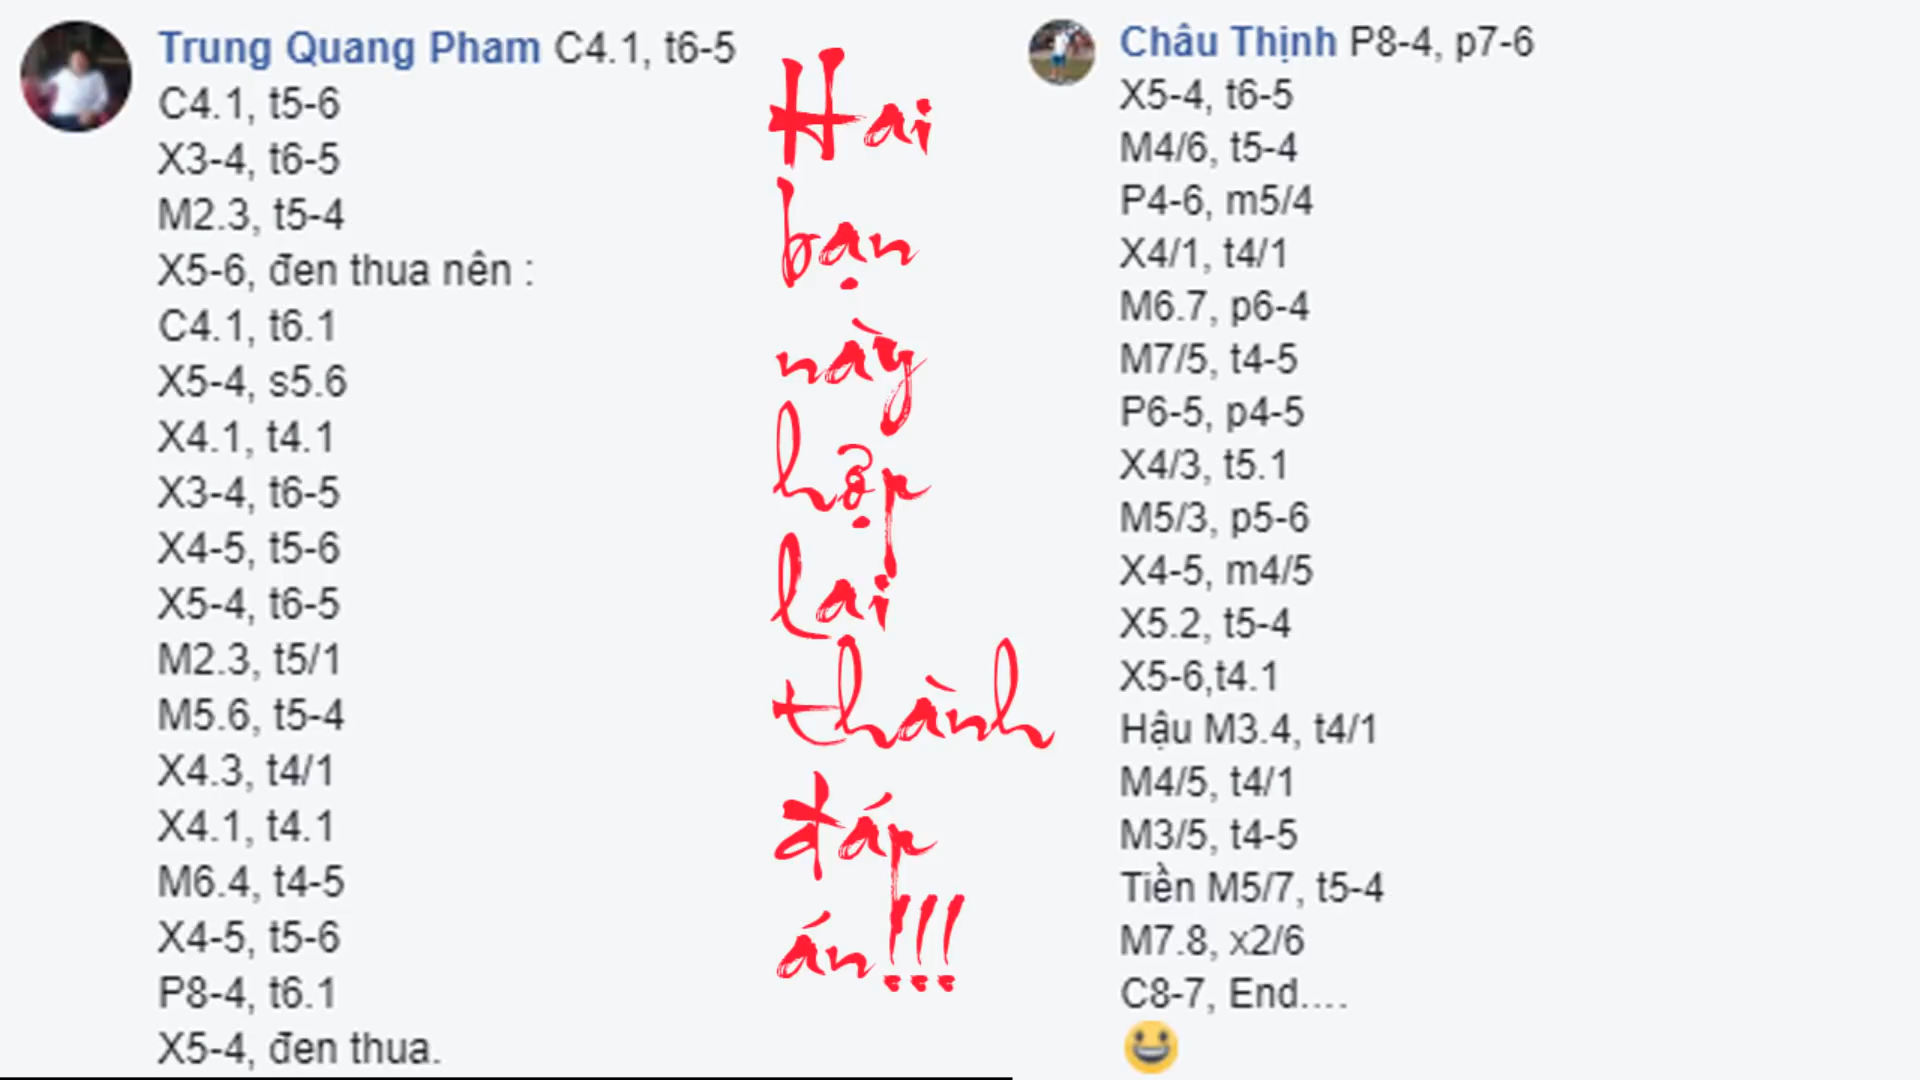 Trung Quang Pham C4.1, t6-5
C4.1, t5-6
X3-4, t6-5
M2.3, t5-4
X5-6, đen thua nên :
C4.1, t6.1
X5-4, s5.6
X4.1, t4.1
X3-4, t6-5
X4-5, t5-6
X5-4, t6-5
M2.3, t5/1
M5.6, t5-4
X4.3, t4/1
X4.1, t4.1
M6.4, t4-5
X4-5, t5-6
P8-4, t6.1
X5-4, đen thua.
Hai
bạn
này
hợp
lại
thành
đáp
án!!!
Châu Thịnh P8-4, p7-6
X5-4, t6-5
M4/6, t5-4
P4-6, m5/4
X4/1, t4/1
M6.7, p6-4
M7/5, t4-5
P6-5, p4-5
X4/3, t5.1
M5/3, p5-6
X4-5, m4/5
X5.2, t5-4
X5-6,t4.1
Hậu M3.4, t4/1
M4/5, t4/1
M3/5, t4-5
Tiền M5/7, t5-4
M7.8, x2/6
C8-7, End....